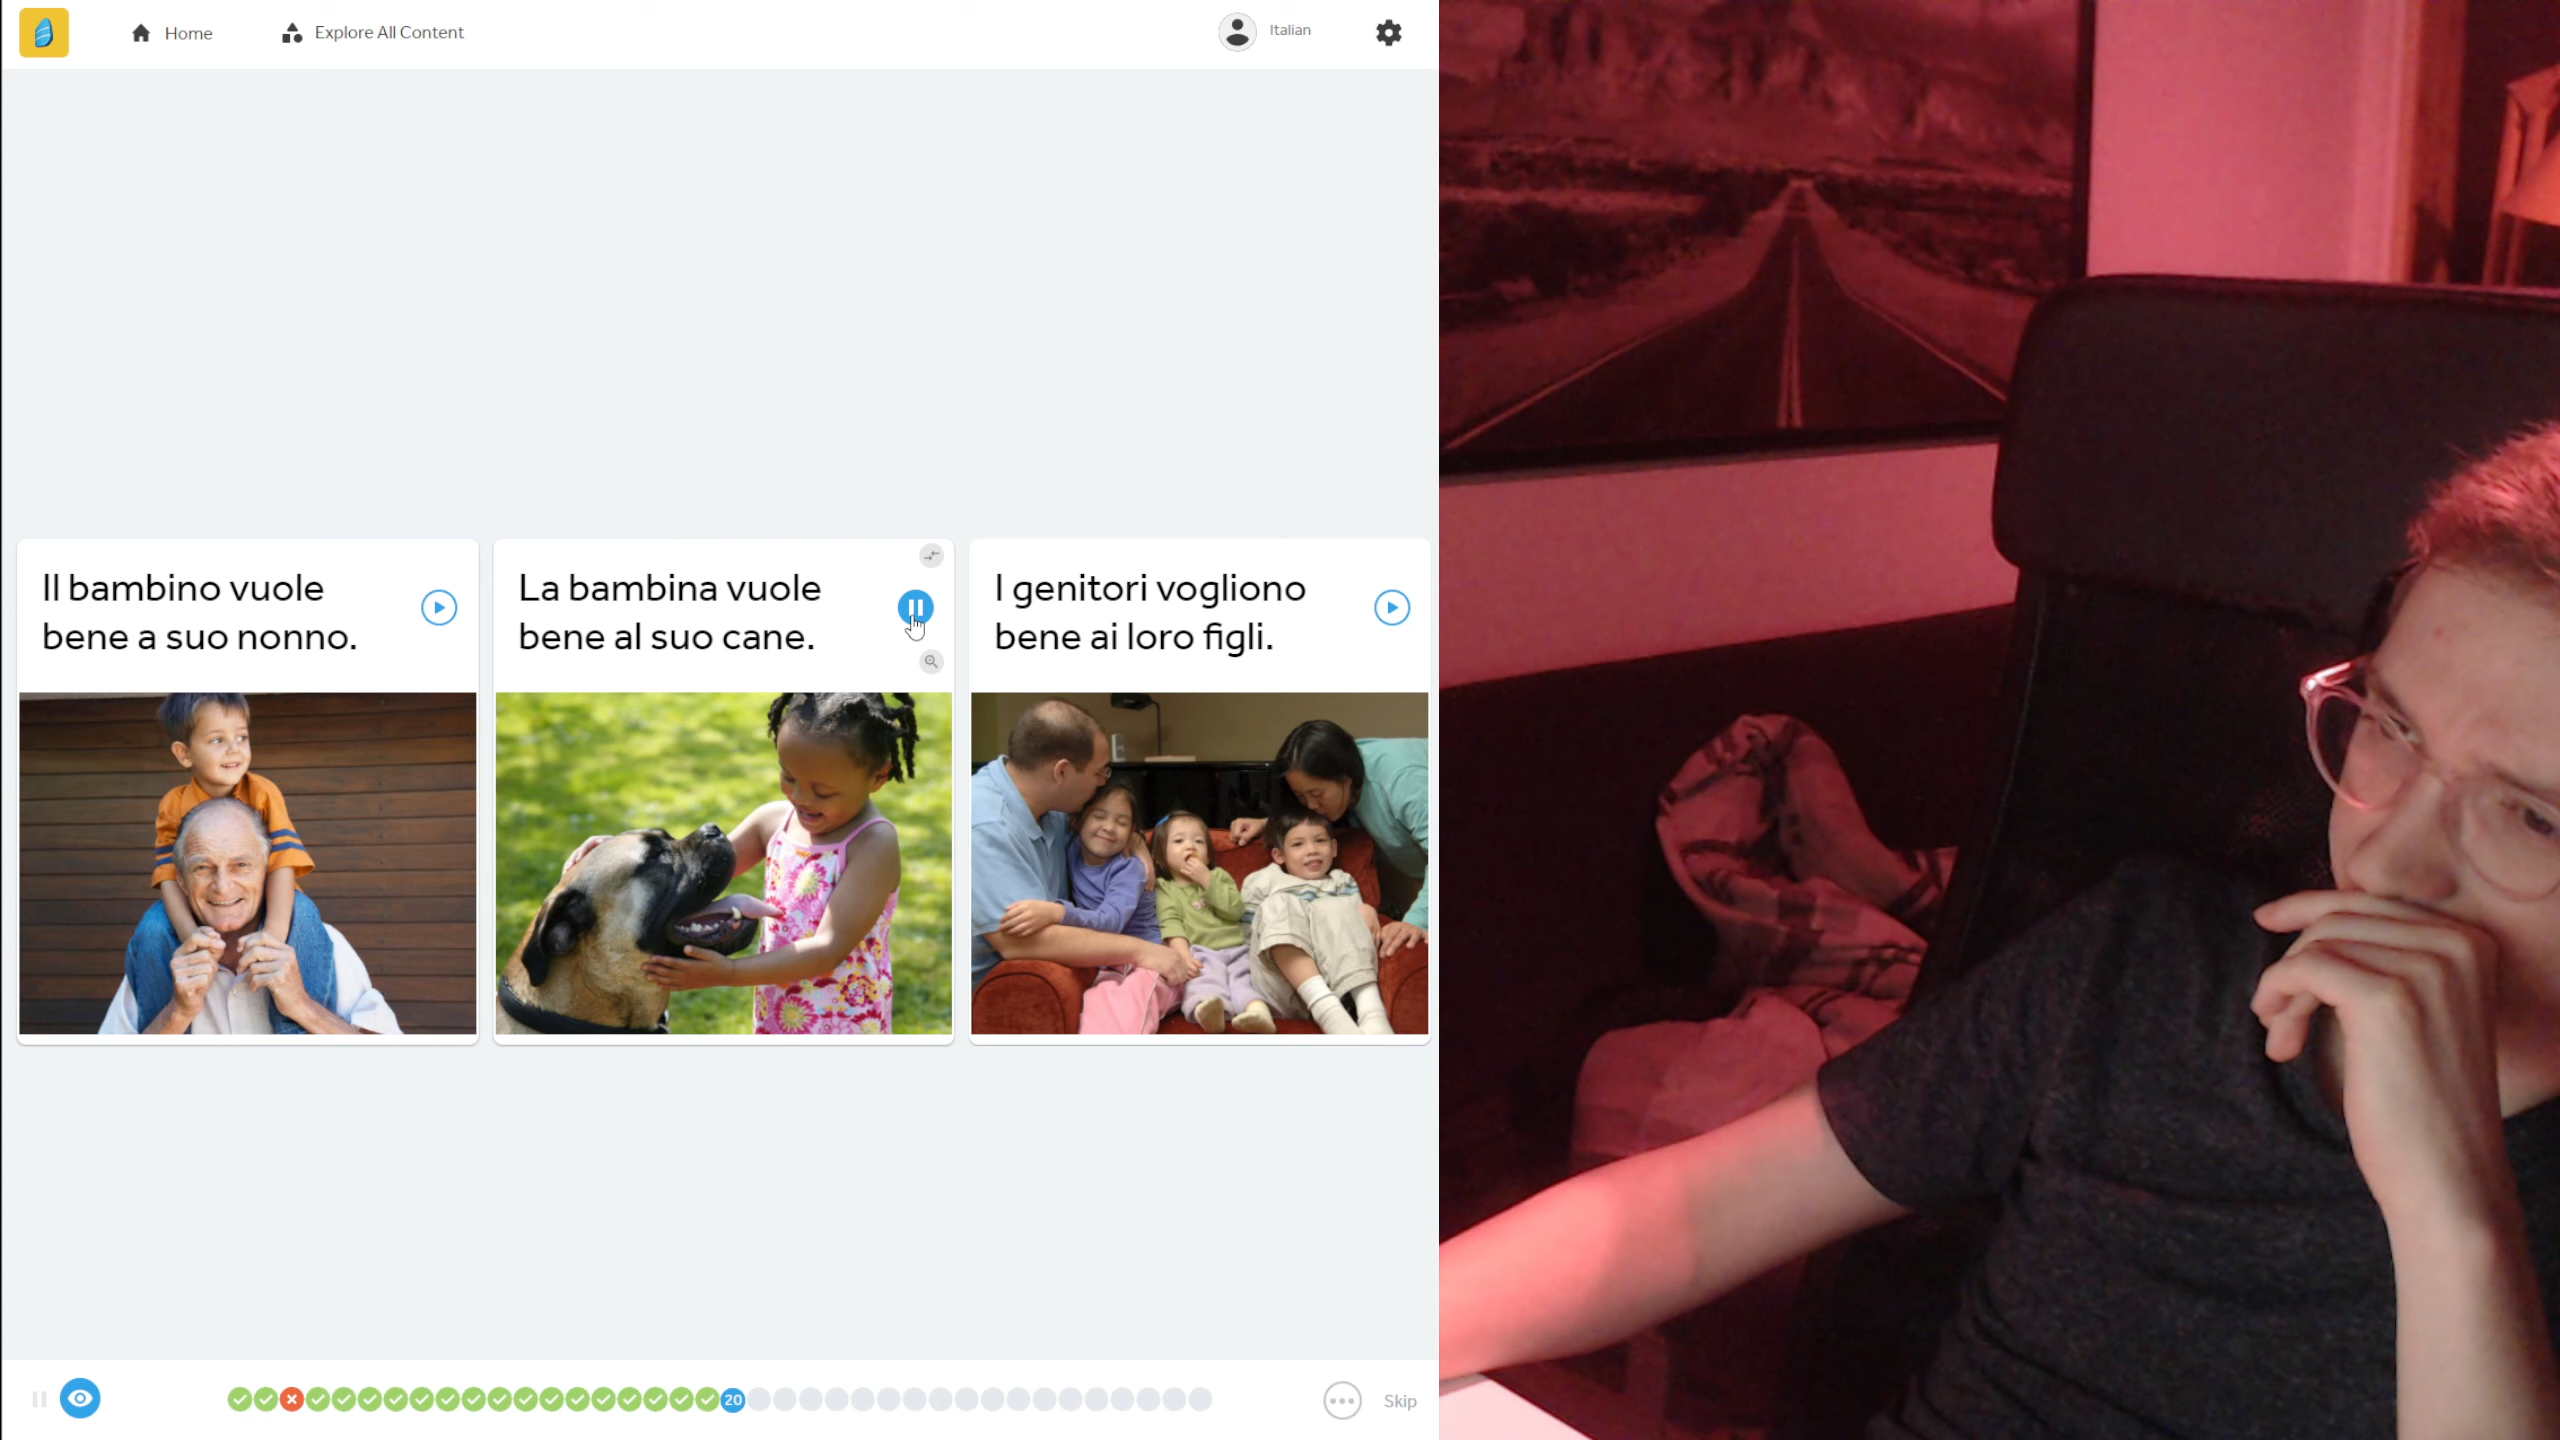 Home
Explore All Content
Italian
Il bambino vuole
bene a suo nonno.
La bambina vuole
bene al suo cane.
I genitori vogliono
bene ai loro figli.
20
Skip